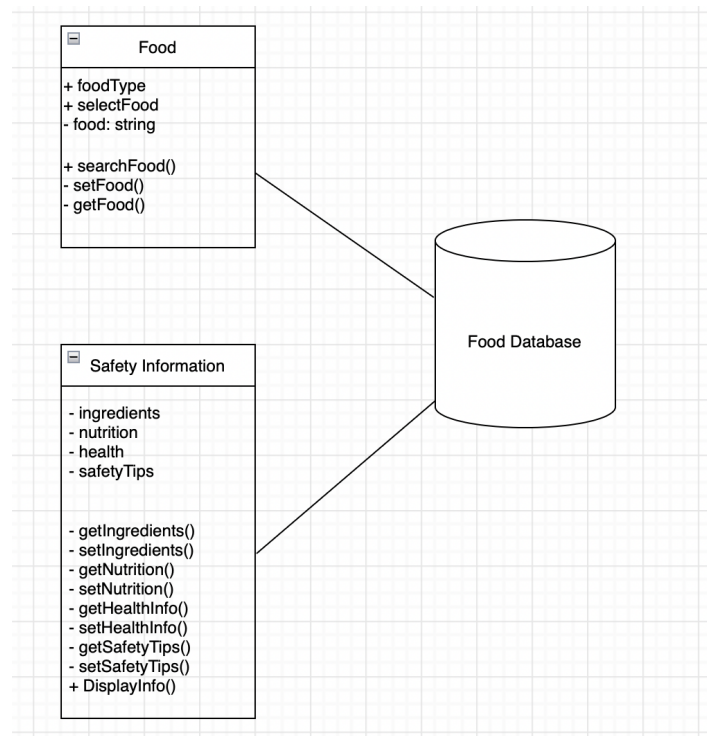 Food
+ foodType
+ selectFood
- food: string
+ searchFood()
- setFood()
- getFood()
Food Database
Safety Information
- ingredients
- nutrition
- health
- safetyTips
- getIngredients()
- setIngredients()
- getNutrition()
- setNutrition()
- getHealthInfo()
- setHealthInfo()
- getSafetyTips()
- setSafetyTips()
+ DisplayInfo()